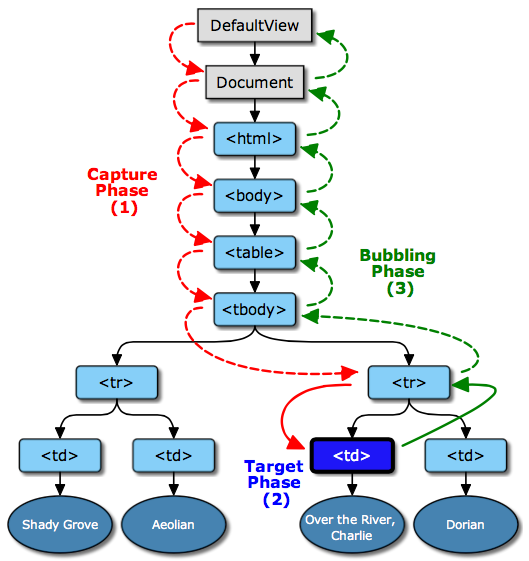 DefaultView
Document
<html>
Capture
Phase
(1)
<body>
<table>
Bubbling
Phase
(3)
<tbody>
<tr>
<tr>
<td>
<td>
<td>
<td>
Target
Phase
(2)
Shady Grove
Aeolian
Over the River,
Charlie
Dorian